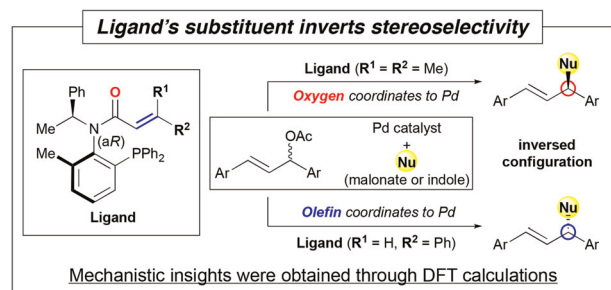 Ligand's substituent inverts stereoselectivity
Ph
O
R1
R2
Me
N
(aR)
Me
PPh2
Ligand
Ligand (R1 = R2 = Me)
Oxygen coordinates to Pd
OAc
Ar
Ar
Pd catalyst
+
Nu
(malonate or indole)
Olefin coordinates to Pd
Ligand (R1 = H, R2 = Ph)
Nu
Ar
Ar
inversed
configuration
Nu
Ar
Ar
Mechanistic insights were obtained through DFT calculations